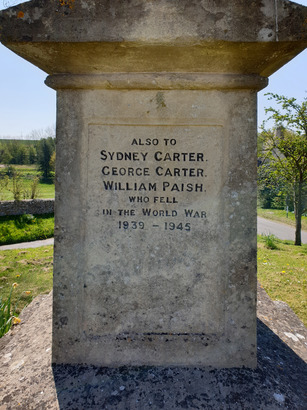 ALSO TO
SYDNEY CARTER.
GEORGE CARTER.
WILLIAM PAISH.
WHO FELL
IN THE WORLD WAR
1939 – 1945